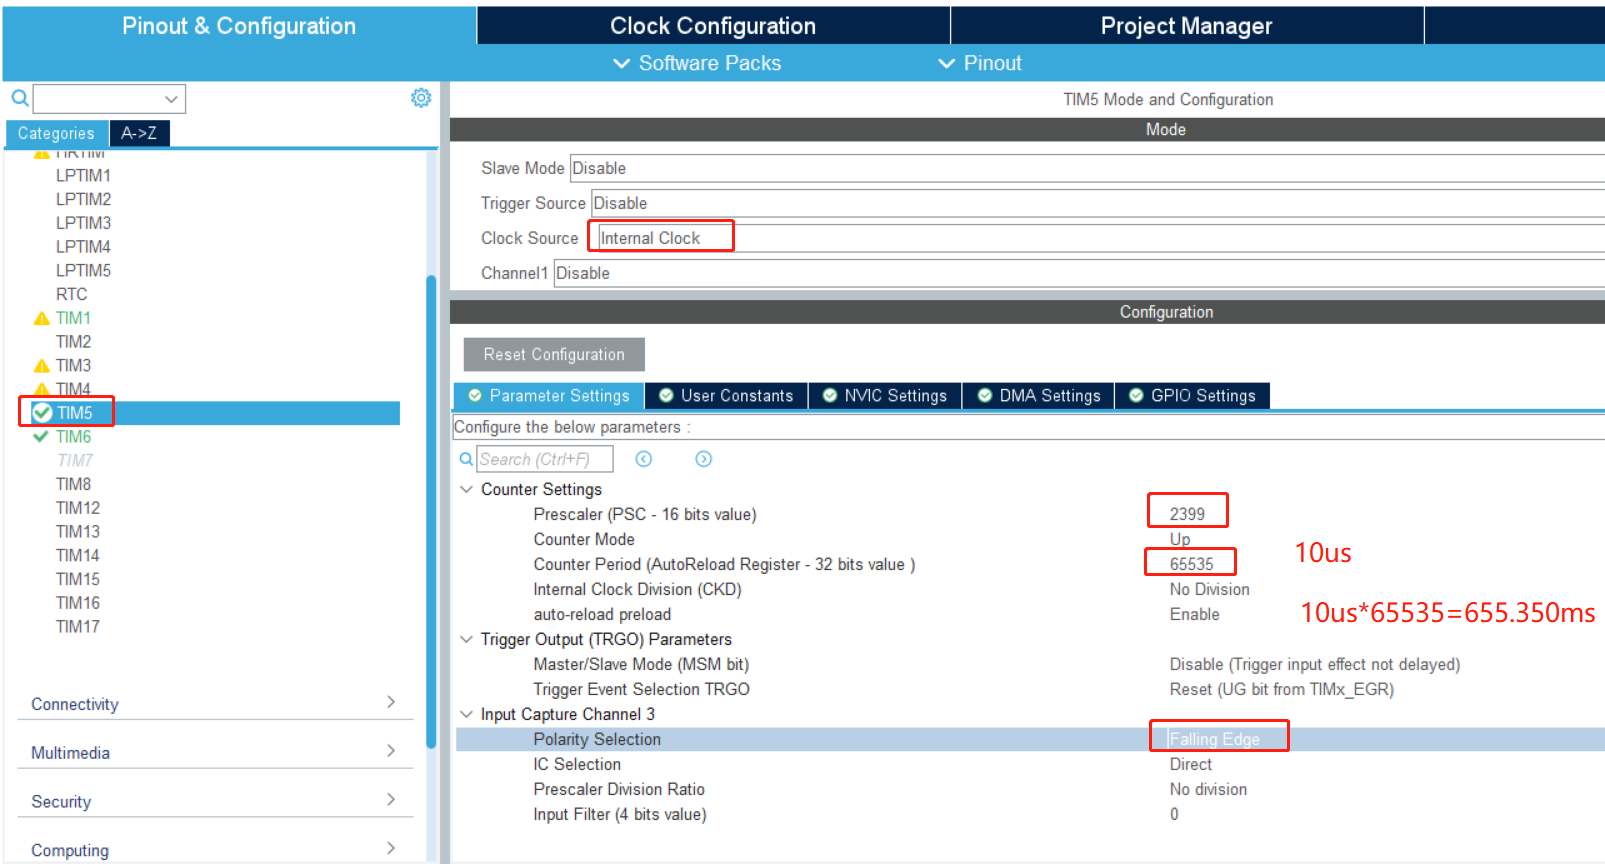 Pinout & Configuration
Clock Configuration
Project Manager
Software Packs
Pinout
Categories
A->Z
HRTIM
LPTIM1
LPTIM2
LPTIM3
LPTIM4
LPTIM5
RTC
TIM1
TIM2
TIM3
TIM4
TIM5
TIM6
TIM7
TIM8
TIM12
TIM13
TIM14
TIM15
TIM16
TIM17
Connectivity
Multimedia
Security
Computing
TIM5 Mode and Configuration
Mode
Slave Mode Disable
Trigger Source Disable
Clock Source Internal Clock
Channel1 Disable
Configuration
Reset Configuration
Parameter Settings
User Constants
NVIC Settings
DMA Settings
GPIO Settings
Configure the below parameters :
Search (Ctrl+F)
Counter Settings
Prescaler (PSC - 16 bits value) 2399
Counter Mode Up
Counter Period (AutoReload Register - 32 bits value ) 65535
10us
Internal Clock Division (CKD) No Division
auto-reload preload Enable
10us*65535=655.350ms
Trigger Output (TRGO) Parameters
Master/Slave Mode (MSM bit) Disable (Trigger input effect not delayed)
Trigger Event Selection TRGO Reset (UG bit from TIMx_EGR)
Input Capture Channel 3
Polarity Selection Falling Edge
IC Selection Direct
Prescaler Division Ratio No division
Input Filter (4 bits value) 0